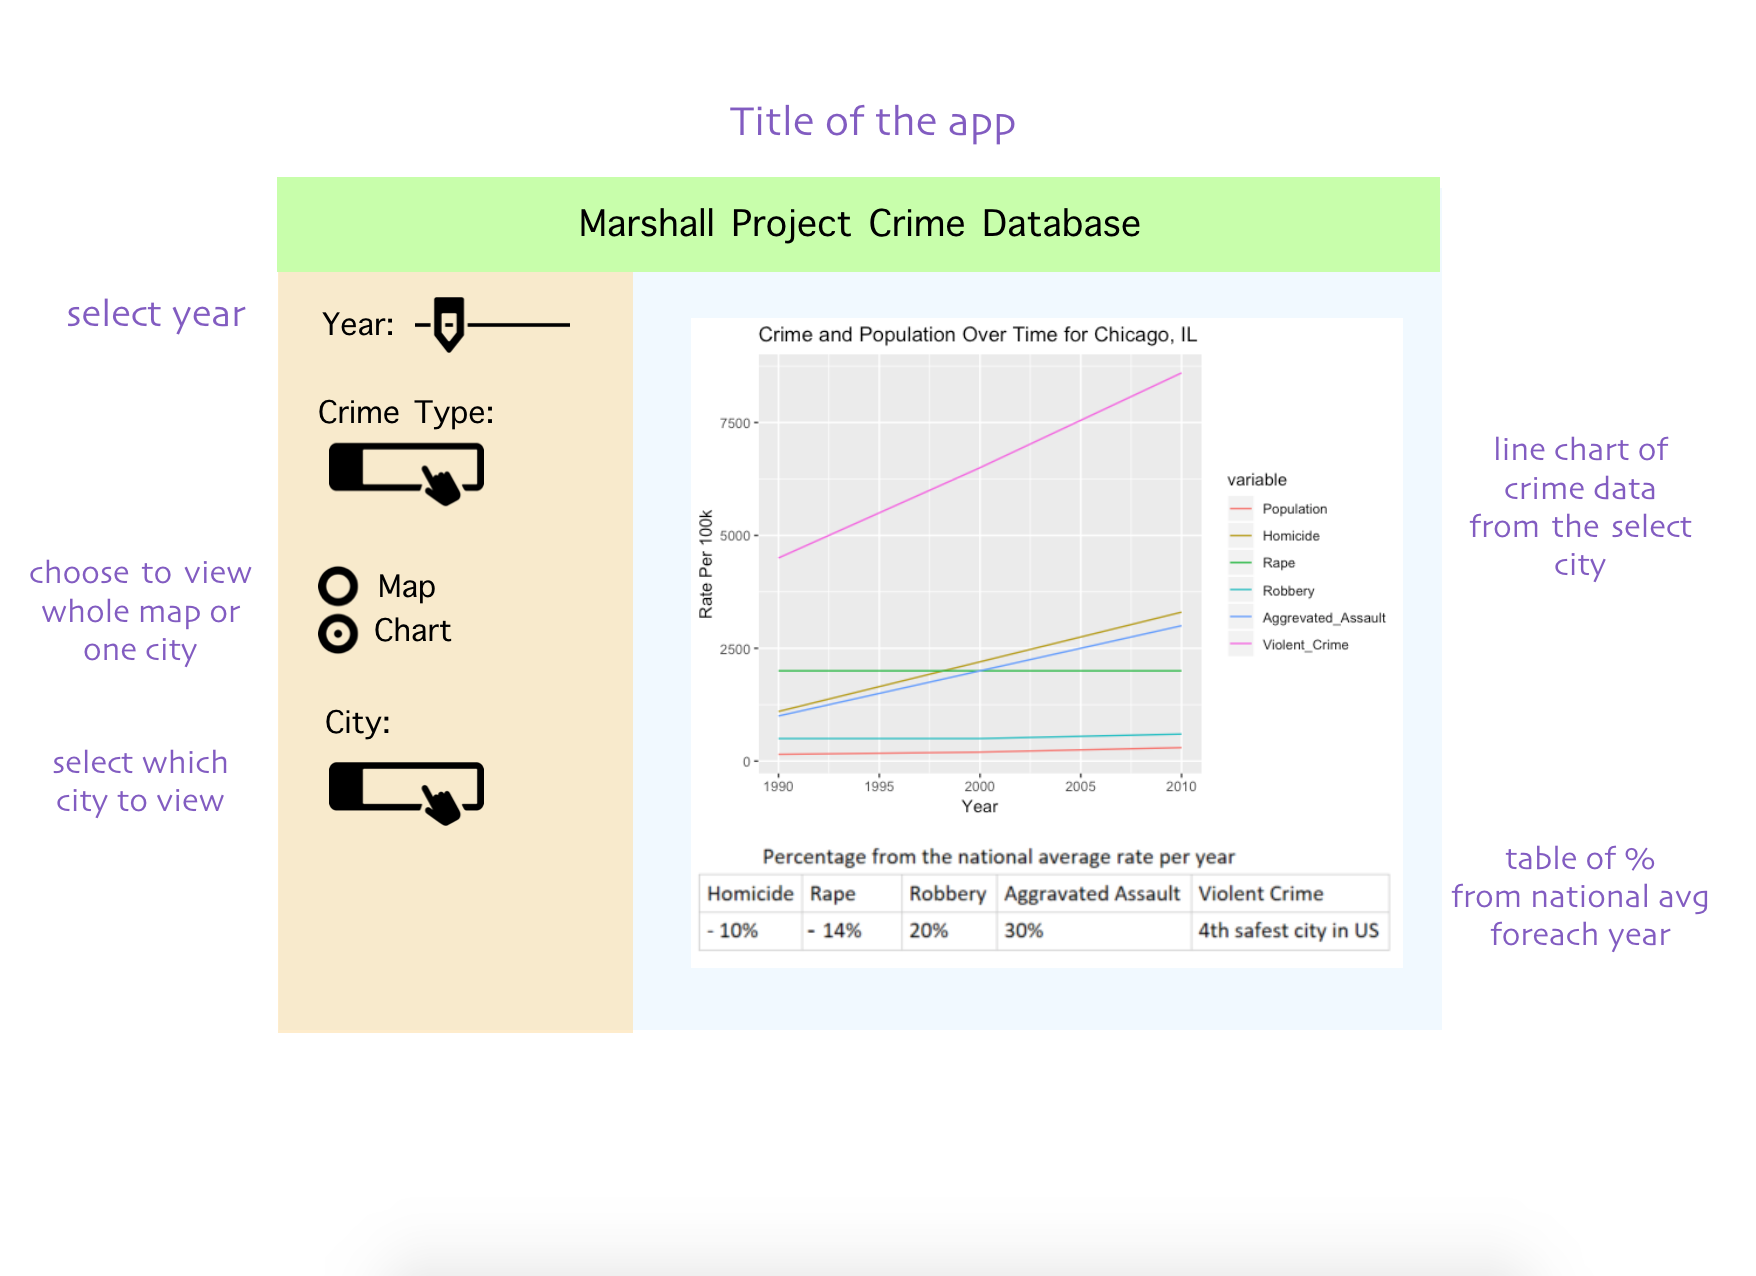 Title of the app
Marshall Project Crime Database
select year
Year:
Crime Type:
choose to view
whole map or
one city
Map
Chart
City:
select which
city to view
Crime and Population Over Time for Chicago, IL
Rate Per 100k
7500
5000
2500
0
1990 1995 2000 2005 2010
Year
variable
Population
Homicide
Rape
Robbery
Aggrevated_Assault
Violent_Crime
line chart of
crime data
from the select
city
Percentage from the national average rate per year
Homicide Rape Robbery Aggravated Assault Violent Crime
- 10% - 14% 20% 30% 4th safest city in US
table of %
from national avg
foreach year